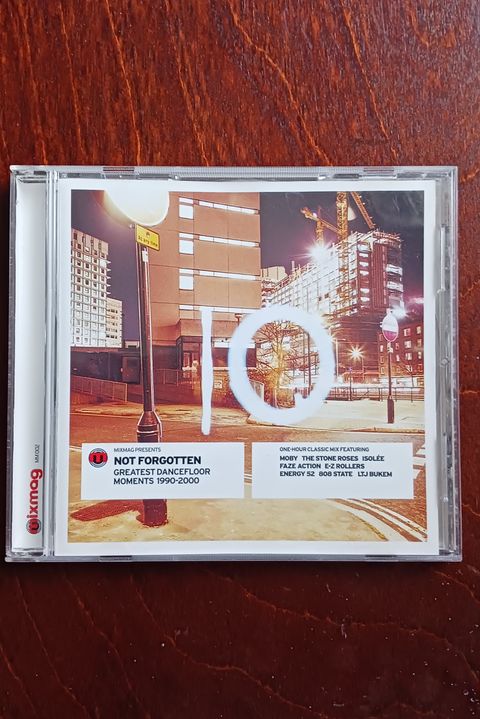 10
MIXMAG PRESENTS
NOT FORGOTTEN
GREATEST DANCEFLOOR
MOMENTS 1990-2000
ONE-HOUR CLASSIC MIX FEATURING
MOBY THE STONE ROSES ISOLÉE
FAZE ACTION E-Z ROLLERS
ENERGY 52 808 STATE LTJ BUKEM
mixmag MM002